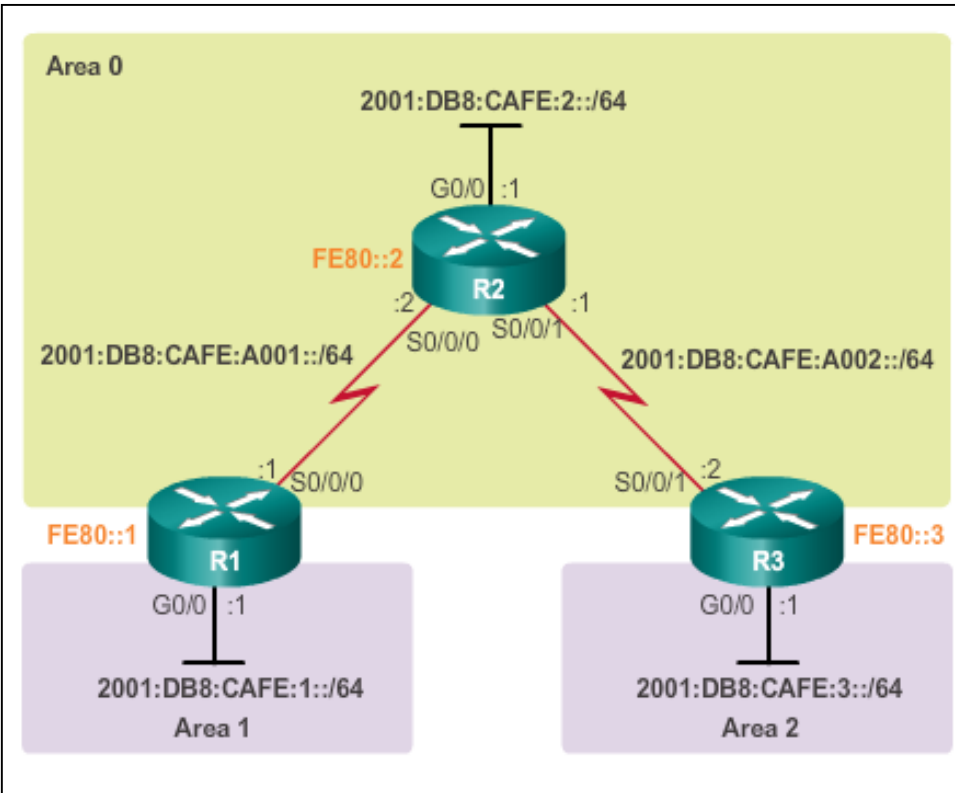 Area 0
2001:DB8:CAFE:2::/64
G0/0 :1
FE80::2
R2
:2 :1
S0/0/0 S0/0/1
2001:DB8:CAFE:A001::/64 2001:DB8:CAFE:A002::/64
:1 S0/0/0 S0/0/1 :2
FE80::1 FE80::3
R1 R3
G0/0 :1 G0/0 :1
2001:DB8:CAFE:1::/64 2001:DB8:CAFE:3::/64
Area 1 Area 2